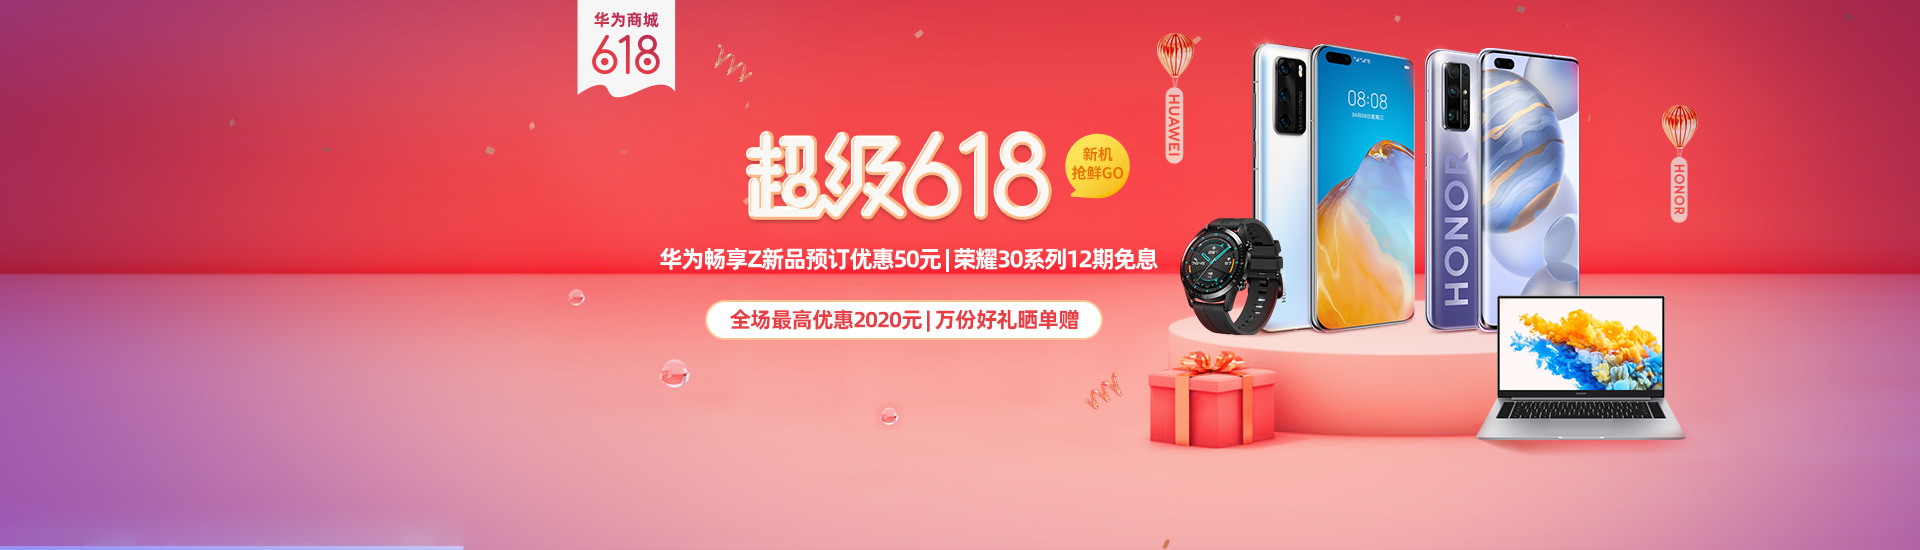 华为商城
618
超级618
新机
抢鲜GO
华为畅享Z新品预订优惠50元|荣耀30系列12期免息
全场最高优惠2020元|万份好礼晒单赠
HUAWEI
08:08
HONOR
HONOR